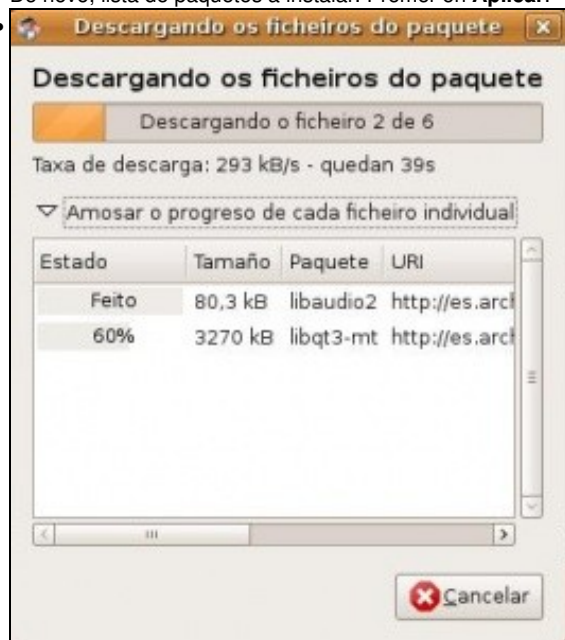 De novo, lista de paquetes a instalar. Premer en Aplicar.
Descargando os ficheiros do paquete
Descargando os ficheiros do paquete
Descargando o ficheiro 2 de 6
Taxa de descarga: 293 kB/s - quedan 39s
Amosar o progreso de cada ficheiro individual
Estado Tamaño Paquete URI
Feito 80,3 kB libaudio2 http://es.arch
60% 3270 kB libqt3-mt http://es.arch
Cancelar